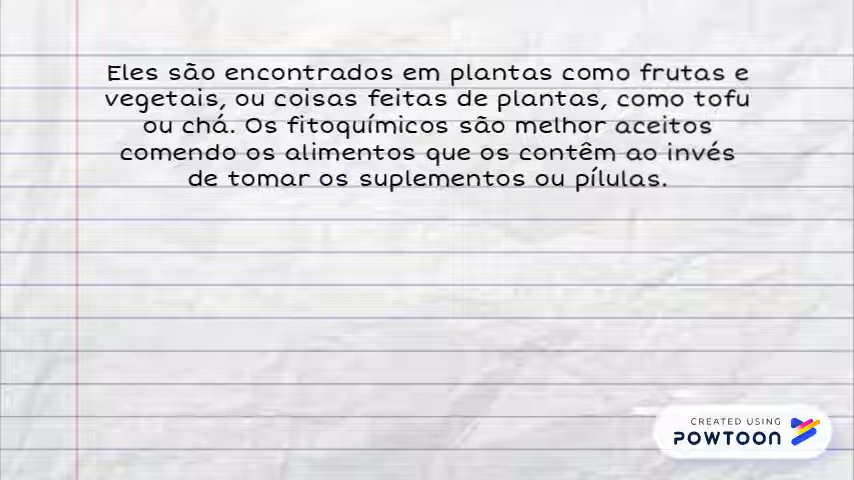 Eles são encontrados em plantas como frutas e
vegetais, ou coisas feitas de plantas, como tofu
ou chá. Os fitoquímicos são melhor aceitos
comendo os alimentos que os contêm ao invés
de tomar os suplementos ou pílulas.
CREATED USING
POWTOON